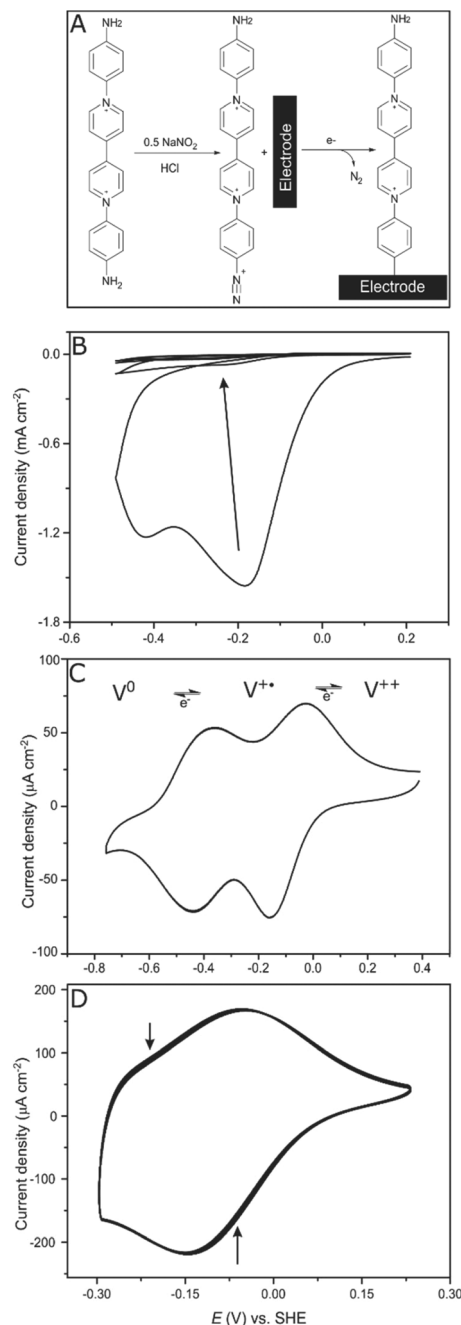 A
NH2
N+
N+
NH2
0.5 NaNO2
HCl
N+
N+
N+
N
+
Electrode
e-
N2
NH2
N+
N+
Electrode
B
Current density (mA cm-2)
0.0
-0.6
-1.2
-1.8
-0.6 -0.4 -0.2 0.0 0.2
C
V0 ⇌ e- V+• ⇌ e- V++
Current density (µA cm-2)
100
50
0
-50
-100
-0.8 -0.6 -0.4 -0.2 0.0 0.2 0.4
D
Current density (µA cm-2)
200
100
0
-100
-200
-0.30 -0.15 0.00 0.15 0.30
E (V) vs. SHE